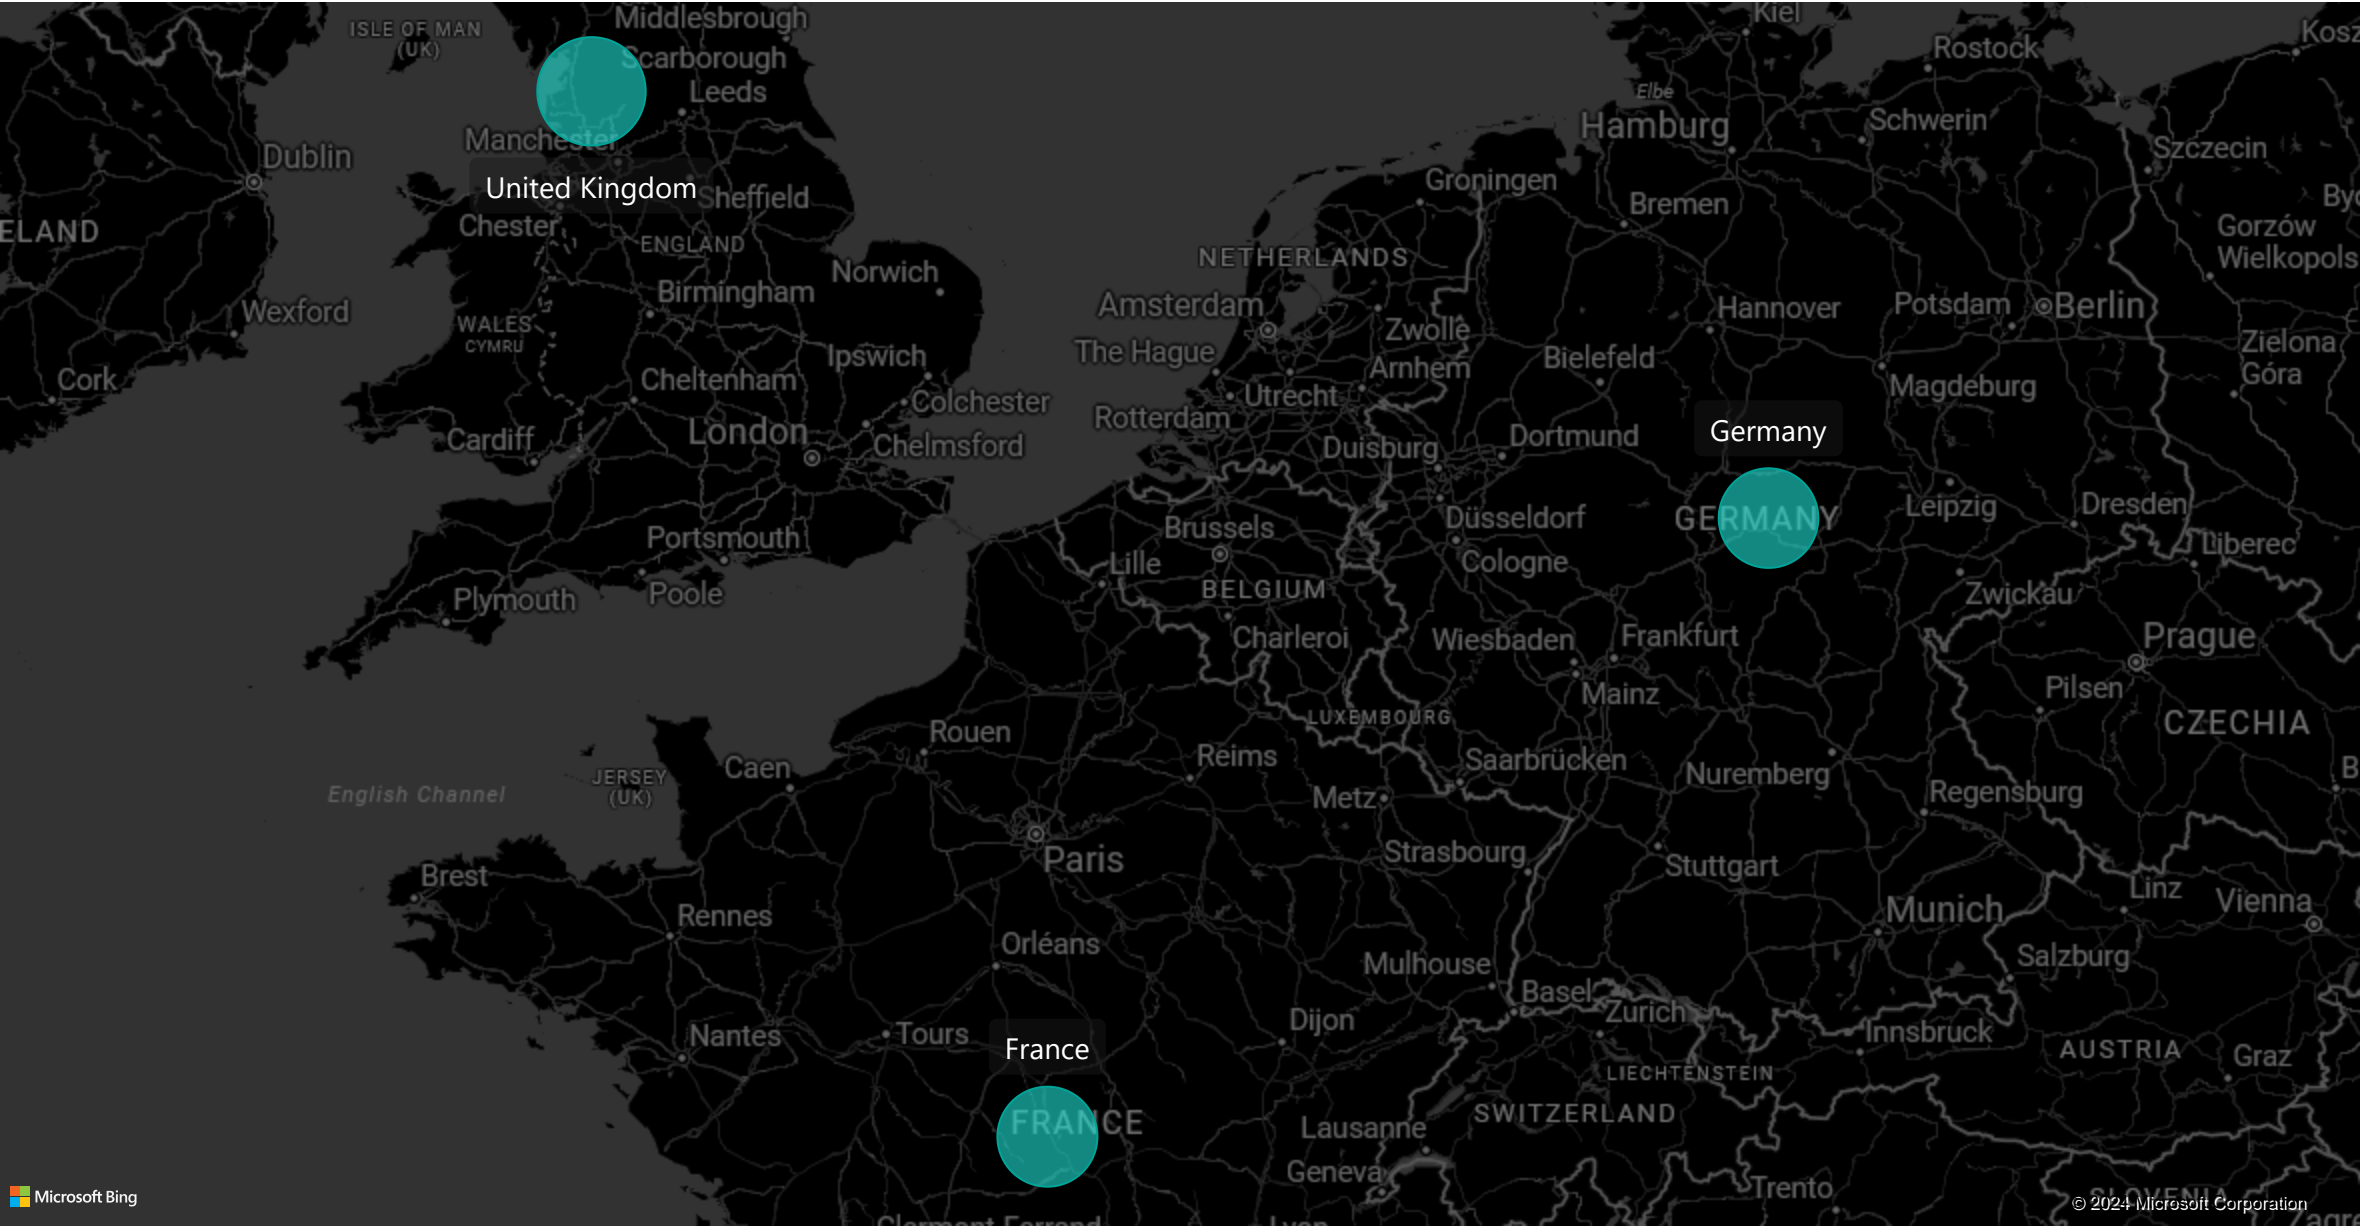 Middlesbrough
Kiel
ISLE OF MAN
(UK)
Scarborough
Rostock
Leeds
Elbe
Hamburg
Schwerin
Manchester
Dublin
Szczecin
United Kingdom
Sheffield
Groningen
Bremen
Chester
ENGLAND
Gorzów
NETHERLANDS
Wielkopols
Norwich
Birmingham
Amsterdam
Hannover
Potsdam
Berlin
Wexford
WALES
CYMRU
Zwolle
Zielona
Góra
The Hague
Ipswich
Bielefeld
Arnhem
Cork
Cheltenham
Magdeburg
Utrecht
Colchester
Rotterdam
London
Germany
Cardiff
Chelmsford
Duisburg
Dortmund
Leipzig
Dresden
GERMANY
Düsseldorf
Brussels
Portsmouth
Liberec
Lille
Cologne
BELGIUM
Plymouth
Poole
Zwickau
Charleroi
Wiesbaden
Frankfurt
Prague
Pilsen
Mainz
LUXEMBOURG
CZECHIA
Rouen
Reims
Saarbrücken
Caen
JERSEY
(UK)
Nuremberg
English Channel
Metz
Regensburg
Paris
Strasbourg
Stuttgart
Brest
Linz
Vienna
Rennes
Munich
Orléans
Salzburg
Mulhouse
Basel
Zurich
Dijon
Nantes
Tours
Innsbruck
France
AUSTRIA
Graz
LIECHTENSTEIN
SWITZERLAND
FRANCE
Lausanne
Geneva
Trento
Microsoft Bing
SLOVENIA
© 2024 Microsoft Corporation